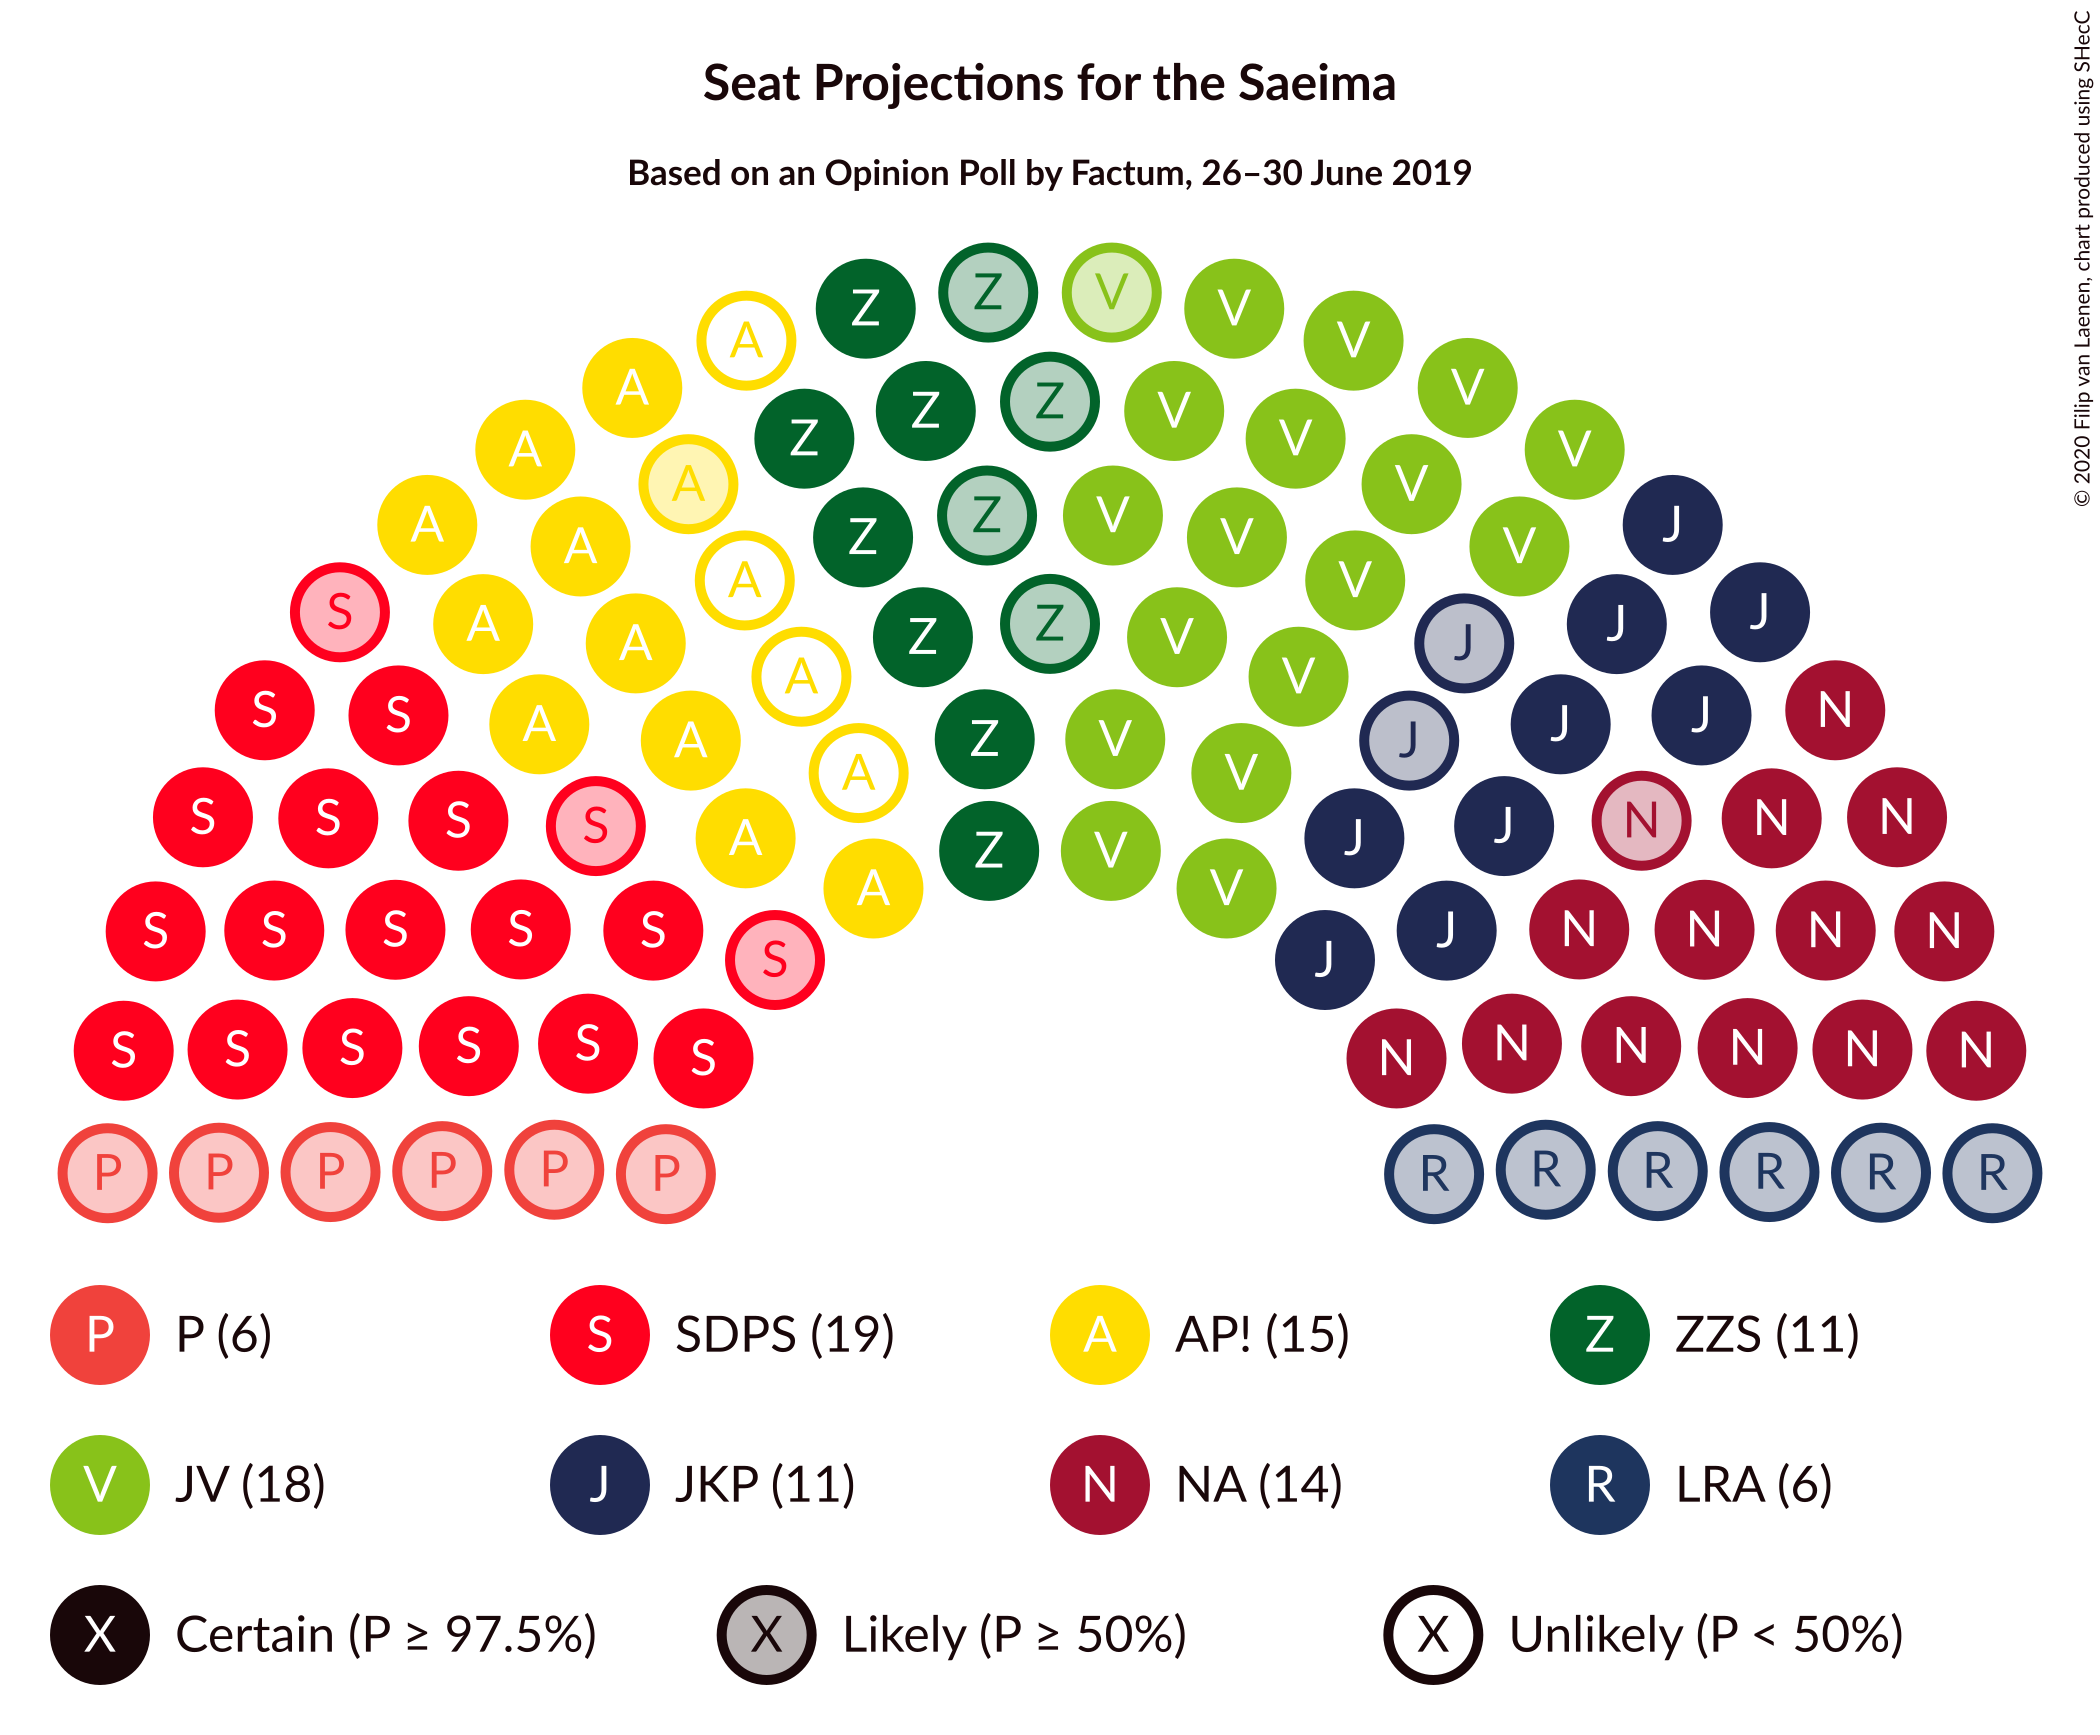 Seat Projections for the Saeima
Based on an Opinion Poll by Factum, 26–30 June 2019
© 2020 Filip van Laenen, chart produced using SHecC
Z Z V V
A V
A Z Z Z V V V
A A V V
A A Z Z V V V J
A A V
S A A Z Z V V J J J
A A
S S A A Z V J J J N
A V
S S S S A Z V J J N N N
A V
S S S S S S J J N N N N
S S S S S S N N N N N N
P P P P P P R R R R R R
P P (6) S SDPS (19) A AP! (15) Z ZZS (11)
V JV (18) J JKP (11) N NA (14) R LRA (6)
X Certain (P ≥ 97.5%) X Likely (P ≥ 50%) X Unlikely (P < 50%)